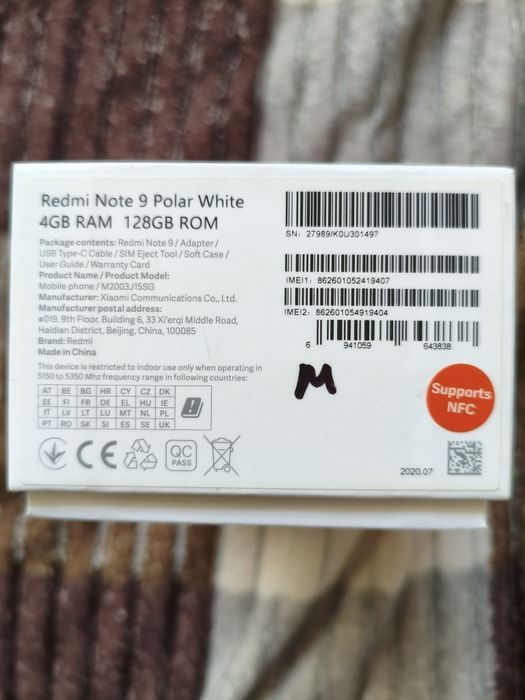 Redmi Note 9 Polar White
4GB RAM 128GB ROM
Package contents: Redmi Note 9 / Adapter /
USB Type-C Cable / SIM Eject Tool / Soft Case /
User Guide / Warranty Card
Product Name / Product Model:
Mobile phone / M2003J15SG
Manufacturer: Xiaomi Communications Co., Ltd.
Manufacturer postal address:
#019, 9th Floor, Building 6, 33 Xi'erqi Middle Road,
Haidian District, Beijing, China, 100085
Brand: Redmi
Made in China
This device is restricted to indoor use only when operating in
5150 to 5350 Mhz frequency range in following countries:
AT BE BG HR CY CZ DK
EE FI FR DE EL HU IE
IT LV LT LU MT NL PL
PT RO SK SI ES SE UK
CE
QC
PASS
SN: 27989/K0U301497
IMEI1: 862601052419407
IMEI2: 862601054919404
6 941059 643838
M
Supports
NFC
2020.07